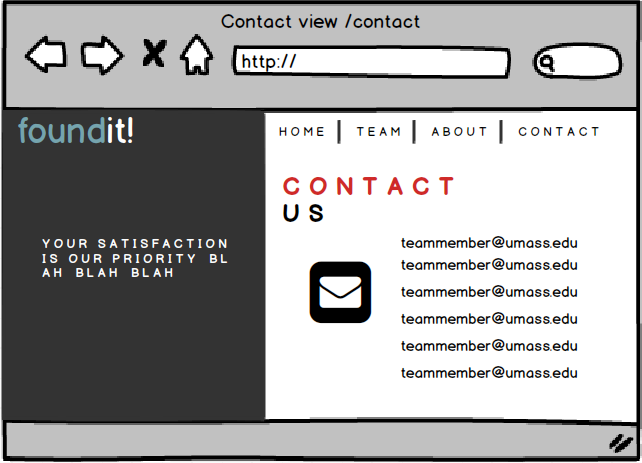 Contact view /contact
http://
foundit!
HOME | TEAM | ABOUT | CONTACT
CONTACT
US
YOUR SATISFACTION
IS OUR PRIORITY BL
AH BLAH BLAH
teammember@umass.edu
teammember@umass.edu
teammember@umass.edu
teammember@umass.edu
teammember@umass.edu
teammember@umass.edu